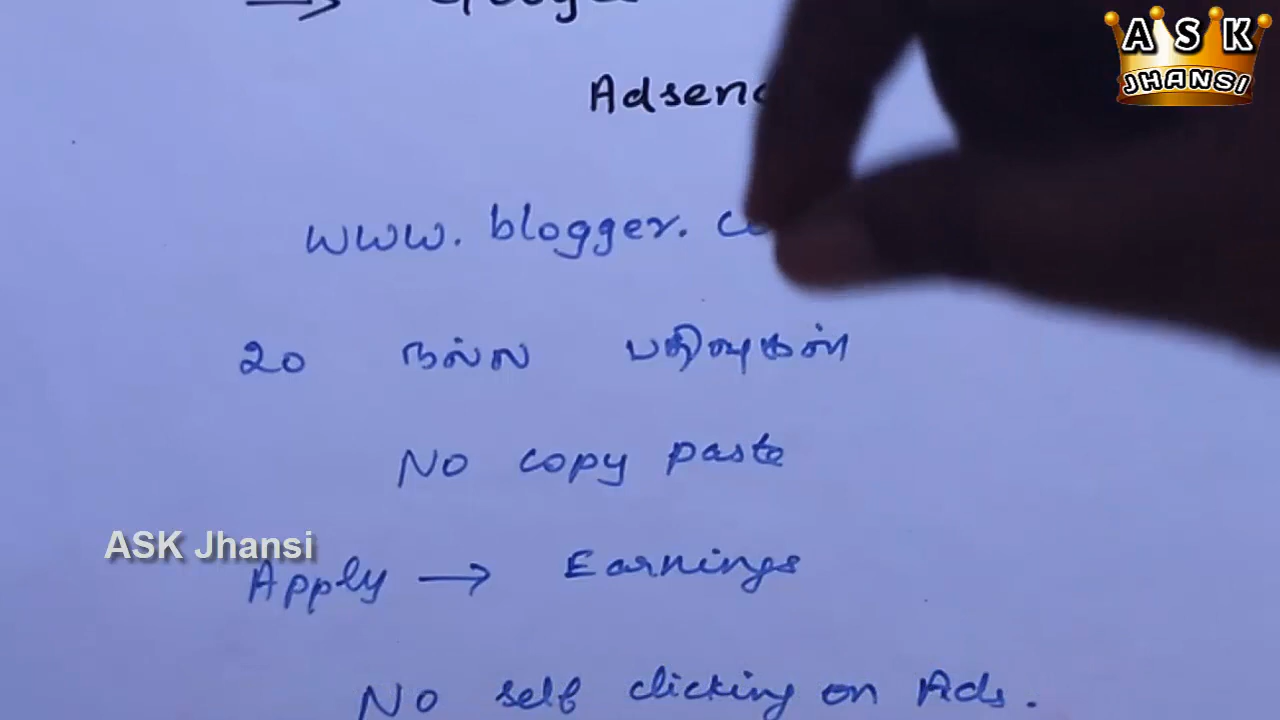 A S K
JHANSI
→
Adsen
www. blogger. co
20 நல்ல பதிவுகள்
No copy paste
ASK Jhansi
Apply → Earnings
No self clicking on Ads.